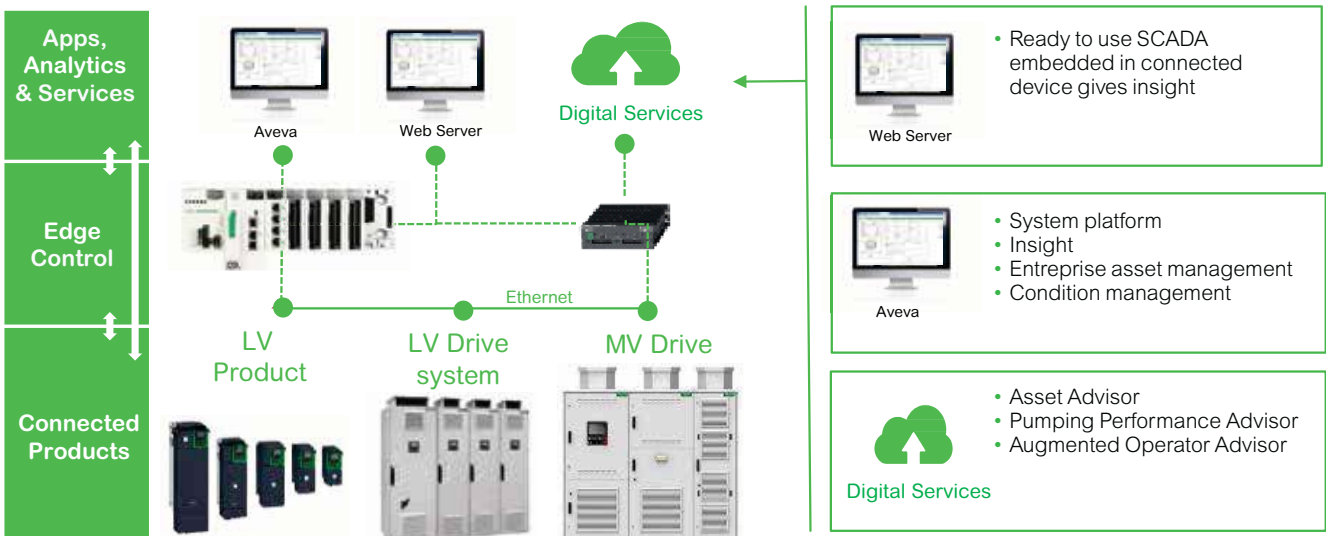 Apps,
Analytics
& Services
Aveva
Web Server
Digital Services
Edge
Control
Ethernet
Connected
Products
LV
Product
LV Drive
system
MV Drive
Web Server
• Ready to use SCADA
embedded in connected
device gives insight
Aveva
• System platform
• Insight
• Entreprise asset management
• Condition management
Digital Services
• Asset Advisor
• Pumping Performance Advisor
• Augmented Operator Advisor